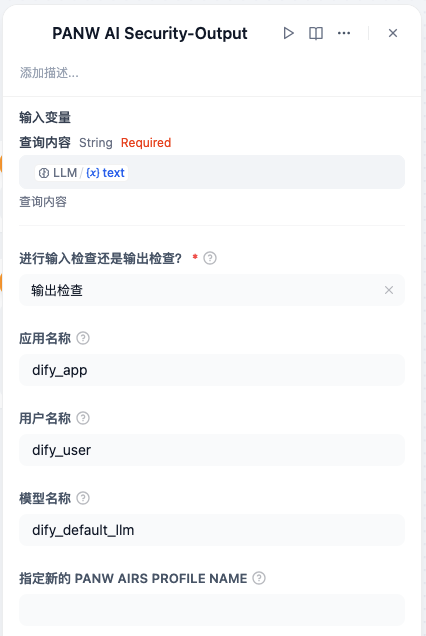 PANW AI Security-Output
添加描述...
输入变量
查询内容 String Required
LLM / {x} text
查询内容
进行输入检查还是输出检查? *
输出检查
应用名称
dify_app
用户名称
dify_user
模型名称
dify_default_llm
指定新的 PANW AIRS PROFILE NAME